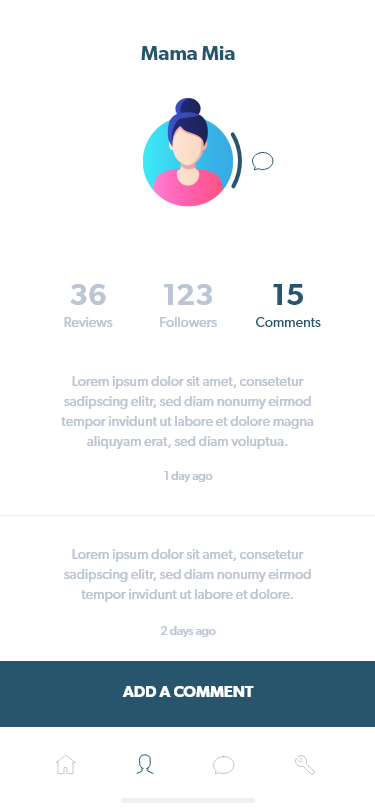 Mama Mia
36 123 15
Reviews Followers Comments
Lorem ipsum dolor sit amet, consetetur
sadipscing elitr, sed diam nonumy eirmod
tempor invidunt ut labore et dolore magna
aliquyam erat, sed diam voluptua.
1 day ago
Lorem ipsum dolor sit amet, consetetur
sadipscing elitr, sed diam nonumy eirmod
tempor invidunt ut labore et dolore.
2 days ago
ADD A COMMENT